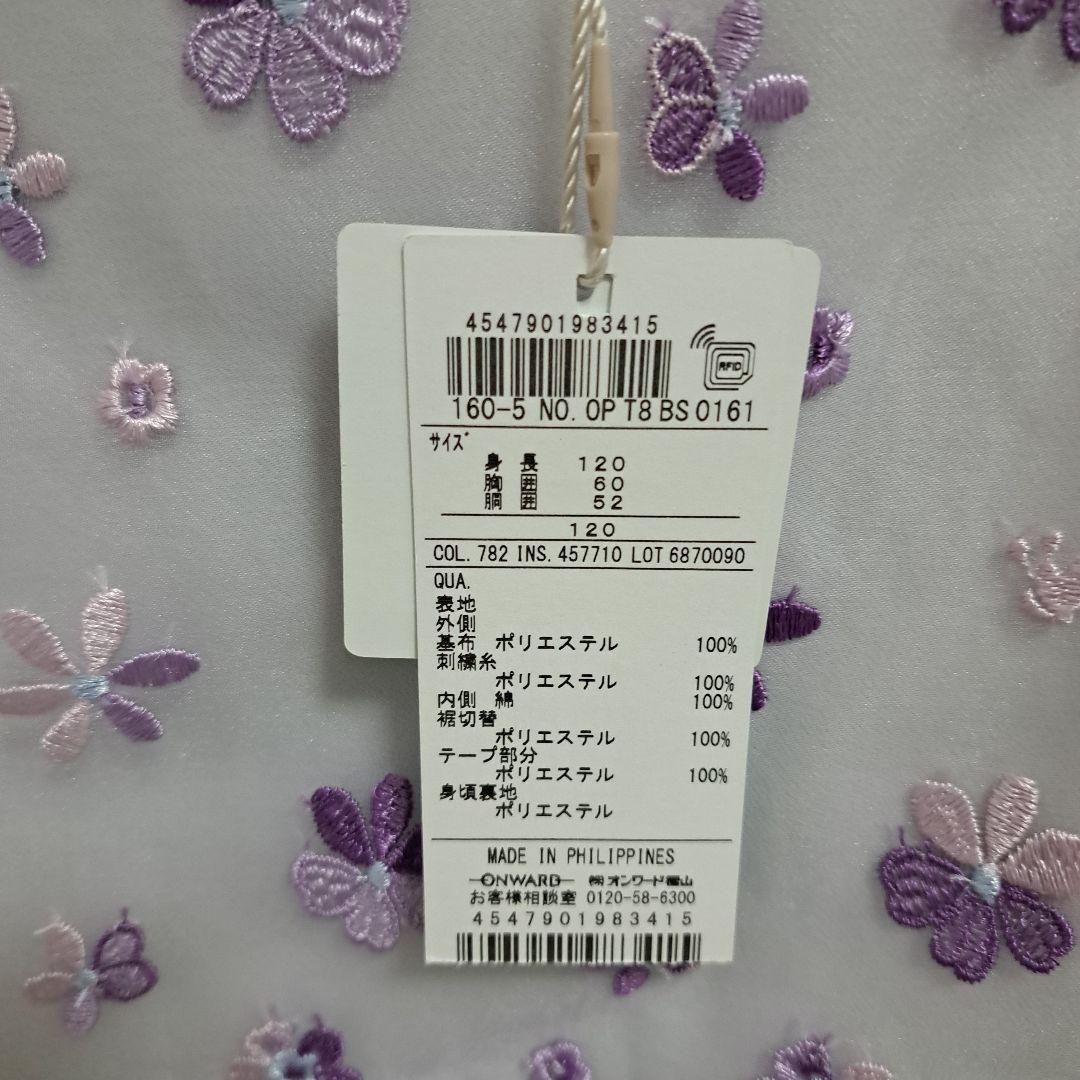 4547901983415
RFID
160-5 NO. OP T8 BS 0161
サイズ
身長 120
胸囲 60
胴囲 52
120
COL. 782 INS. 457710 LOT 6870090
QUA.
表地
外側
基布 ポリエステル 100%
刺繍糸
ポリエステル 100%
内側 綿 100%
裾切替
ポリエステル 100%
テープ部分
ポリエステル 100%
身頃裏地
ポリエステル
MADE IN PHILIPPINES
ONWARD ㈱オンワード樫山
お客様相談室 0120-58-6300
4547901983415